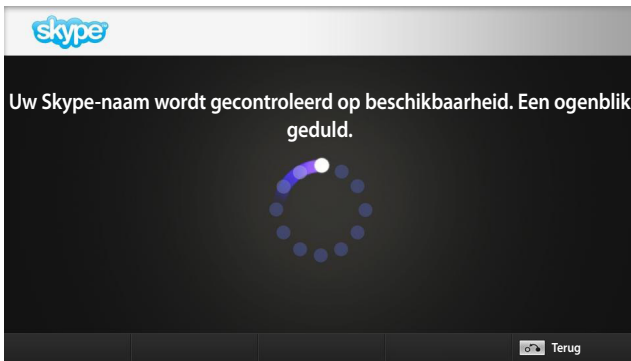 skype
Uw Skype-naam wordt gecontroleerd op beschikbaarheid. Een ogenblik
geduld.
Terug